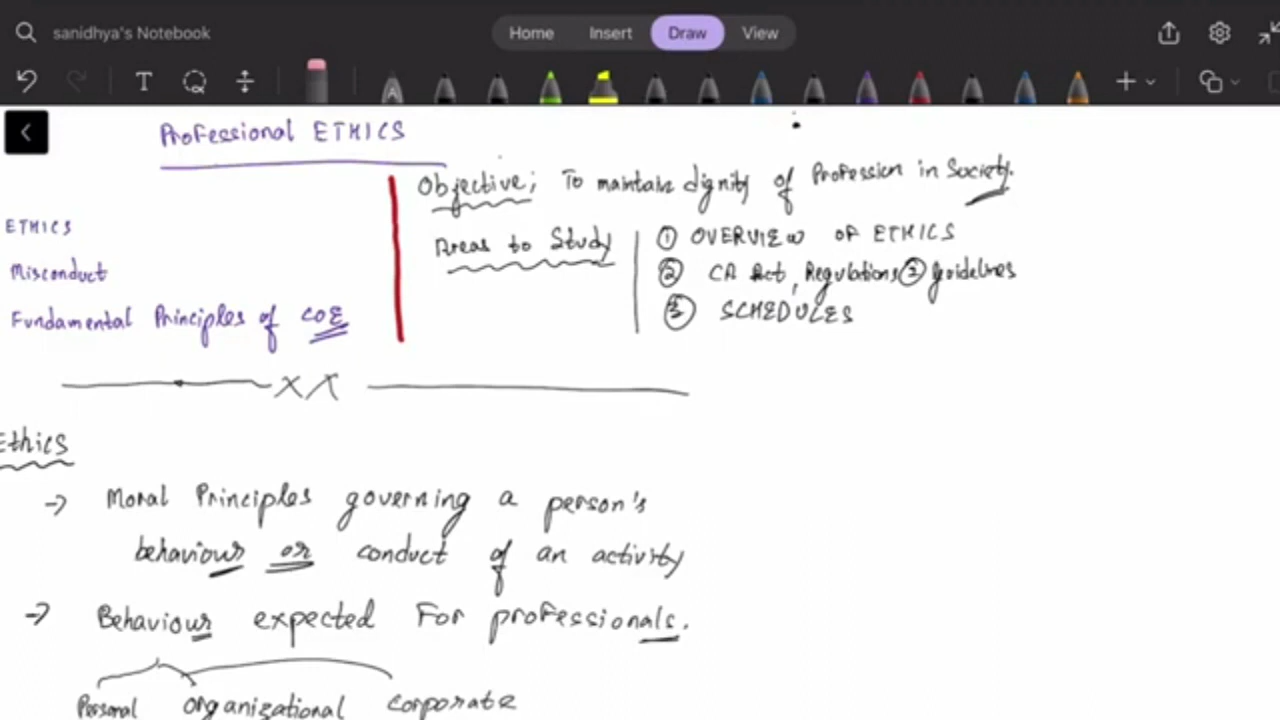 sanidhya's Notebook
Home Insert Draw View
Professional ETHICS
ETHICS
Misconduct
Fundamental Principles of COE
Objective; To maintain dignity of Profession in Society.
Areas to Study
① OVERVIEW OF ETHICS
② CA Act, Regulations ② guidelines
③ SCHEDULES
XX
Ethics
→ Moral Principles governing a person's
behaviour or conduct of an activity
→ Behaviour expected For professionals.
Personal organizational corporate